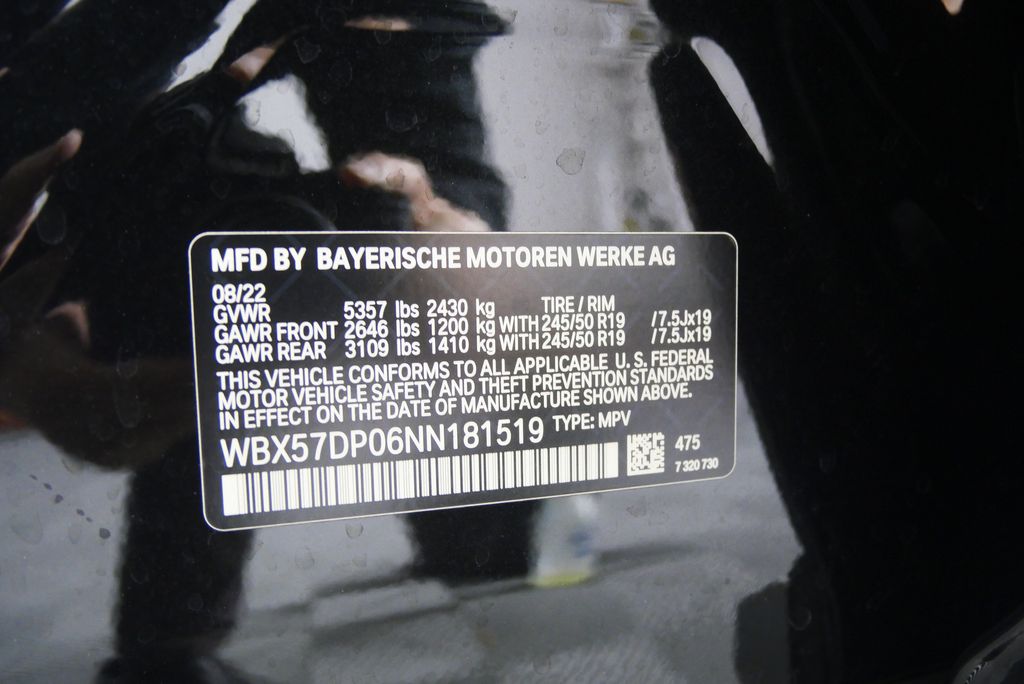 MFD BY BAYERISCHE MOTOREN WERKE AG
08/22
GVWR 5357 lbs 2430 kg TIRE / RIM
GAWR FRONT 2646 lbs 1200 kg WITH 245/50 R19 /7.5Jx19
GAWR REAR 3109 lbs 1410 kg WITH 245/50 R19 /7.5Jx19
THIS VEHICLE CONFORMS TO ALL APPLICABLE U.S. FEDERAL
MOTOR VEHICLE SAFETY AND THEFT PREVENTION STANDARDS
IN EFFECT ON THE DATE OF MANUFACTURE SHOWN ABOVE.
WBX57DP06NN181519 TYPE: MPV
475
7 320 730